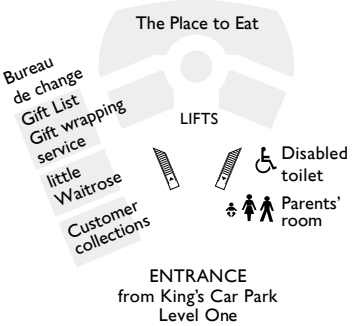 The Place to Eat
Bureau
de change
Gift List
Gift wrapping
service
LIFTS
little
Waitrose
Customer
collections
Disabled
toilet
Parents'
room
ENTRANCE
from King's Car Park
Level One